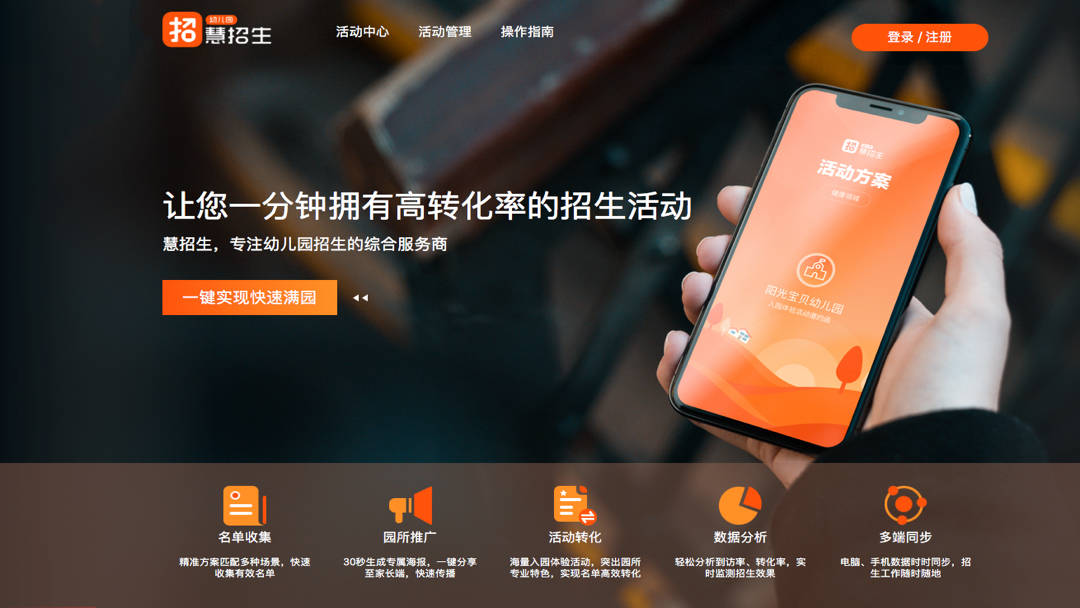 招
幼儿园
慧招生
活动中心
活动管理
操作指南
登录 / 注册
招
慧招生
活动方案
让您一分钟拥有高转化率的招生活动
慧招生，专注幼儿园招生的综合服务商
一键实现快速满园
阳光宝贝幼儿园
名单收集
园所推广
活动转化
数据分析
多端同步
精准方案匹配多种场景，快速
收集有效名单
30秒生成专属海报，一键分享
至家长端，快速传播
海量入园体验活动，突出园所
专业特色，实现名单高效转化
轻松分析到访率、转化率，实
时监测招生效果
电脑、手机数据时时同步，招
生工作随时随地